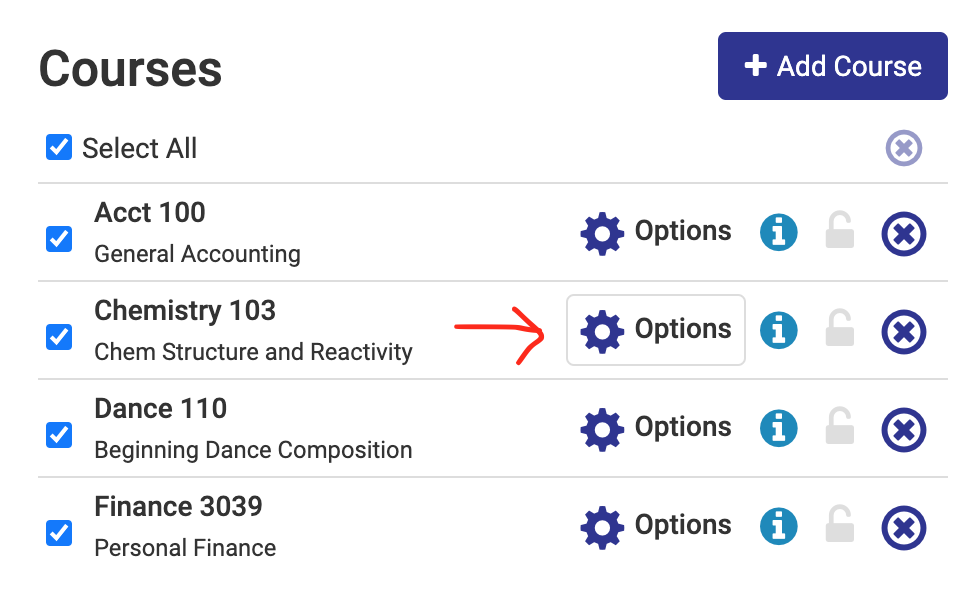 Courses
+ Add Course
Select All
Acct 100
General Accounting
Options
Chemistry 103
Chem Structure and Reactivity
Options
Dance 110
Beginning Dance Composition
Options
Finance 3039
Personal Finance
Options